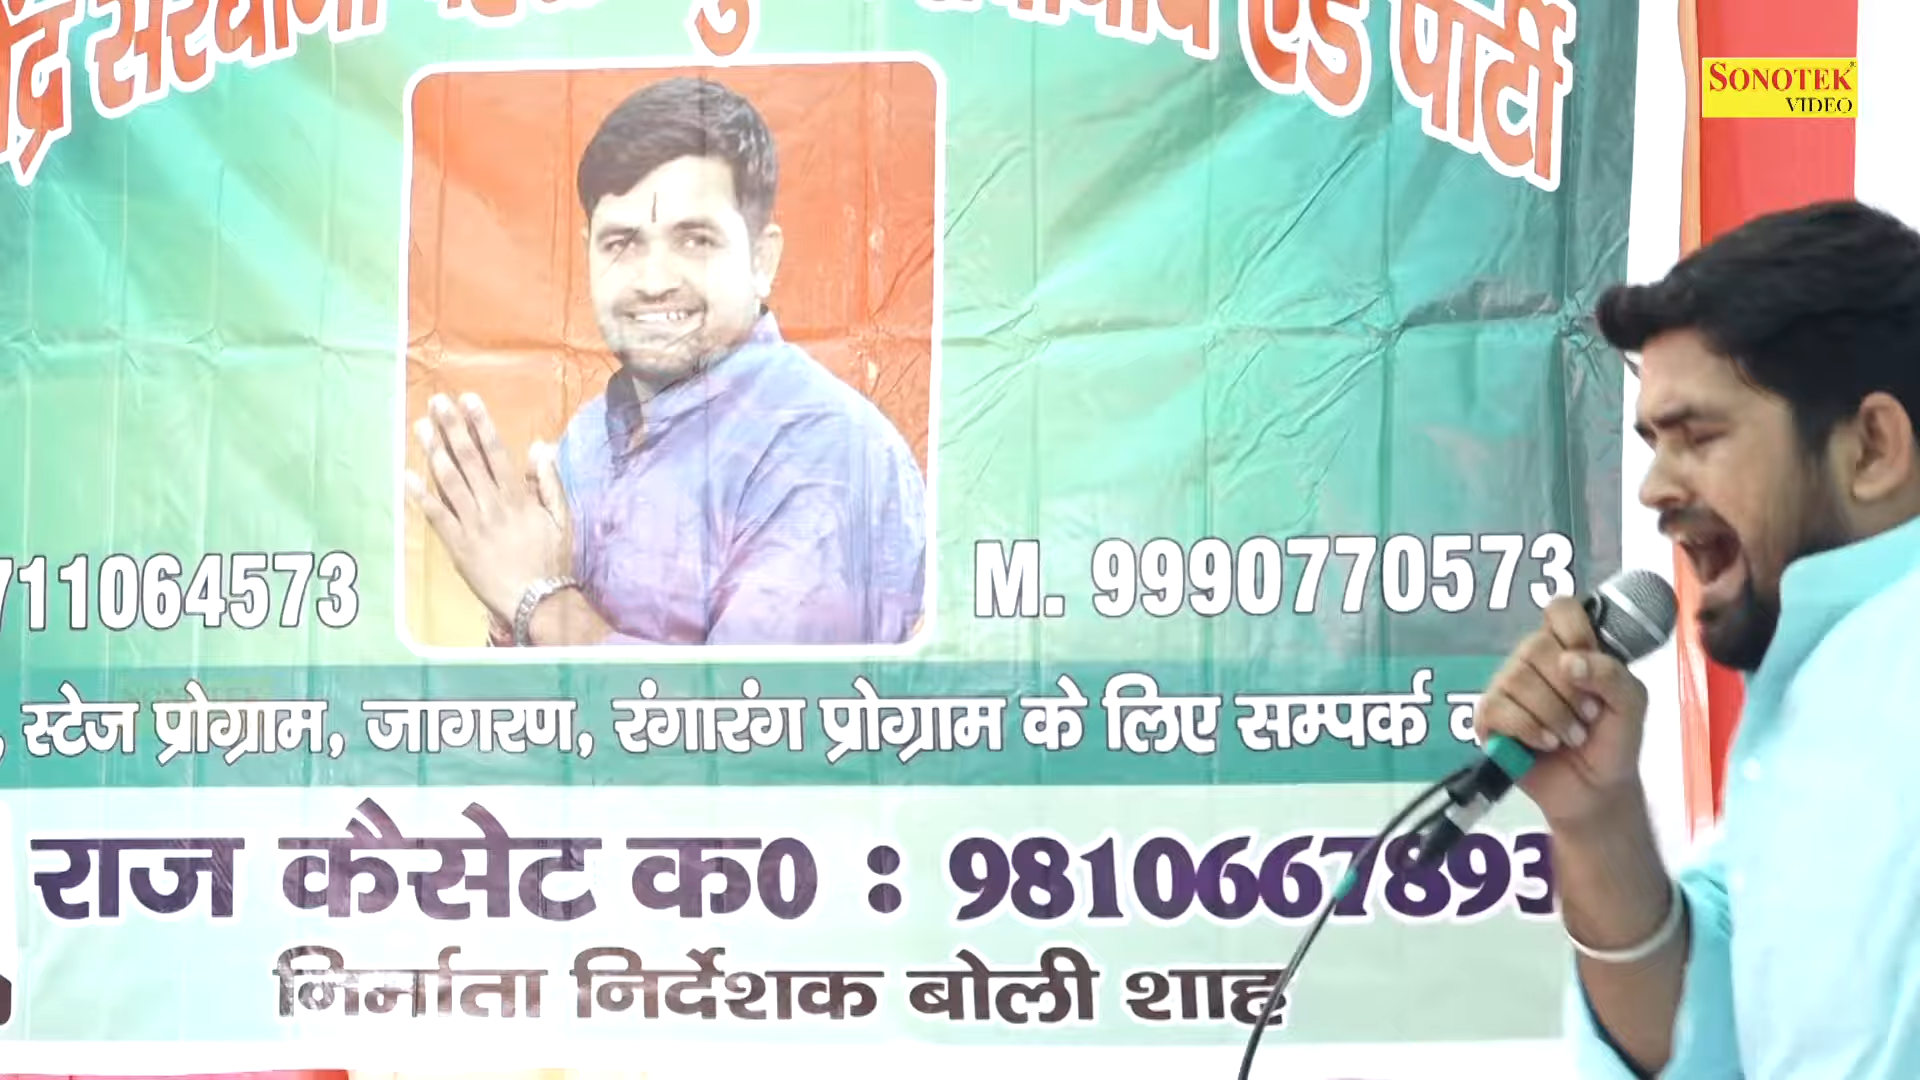 एंड पार्टी
SONOTEK
VIDEO
711064573
M. 9990770573
, स्टेज प्रोग्राम, जागरण, रंगारंग प्रोग्राम के लिए सम्पर्क
राज कैसेट क0 : 9810667893
निर्माता निर्देशक बोली शाह